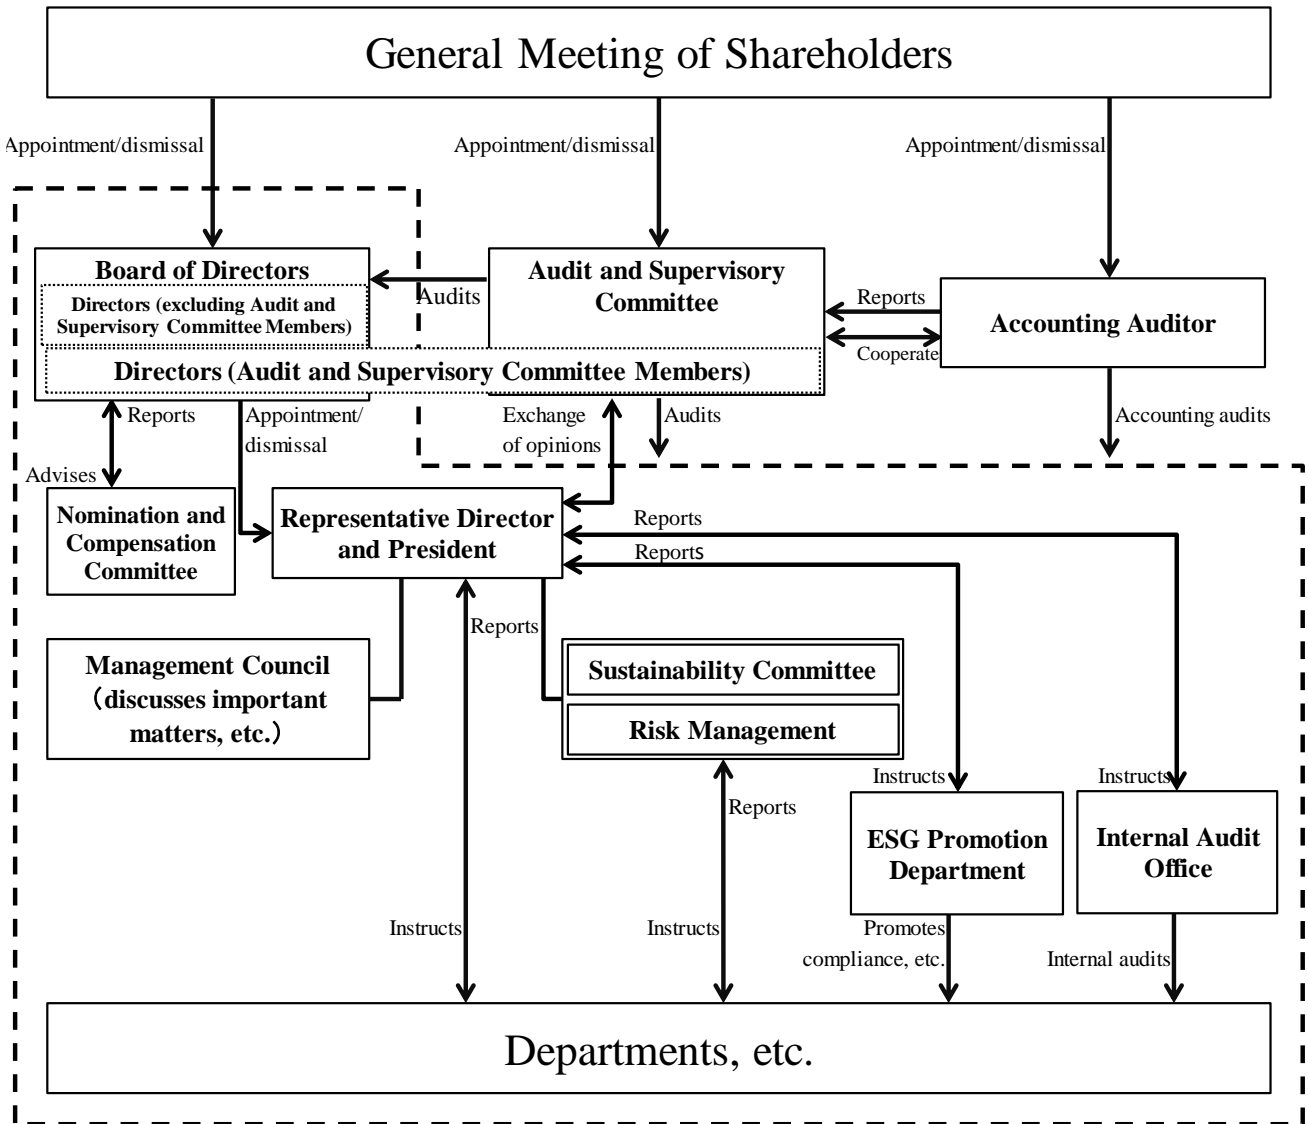 General Meeting of Shareholders
Appointment/dismissal
Appointment/dismissal
Appointment/dismissal
Board of Directors
Directors (excluding Audit and
Supervisory Committee Members)
Audits
Audit and Supervisory
Committee
Reports
Cooperate
Accounting Auditor
Directors (Audit and Supervisory Committee Members)
Reports
Advises
Appointment/
dismissal
Exchange
of opinions
Audits
Accounting audits
Nomination and
Compensation
Committee
Representative Director
and President
Reports
Reports
Reports
Management Council
（discusses important
matters, etc.）
Sustainability Committee
Risk Management
Reports
Instructs
Instructs
ESG Promotion
Department
Internal Audit
Office
Instructs
Instructs
Promotes
compliance, etc.
Internal audits
Departments, etc.